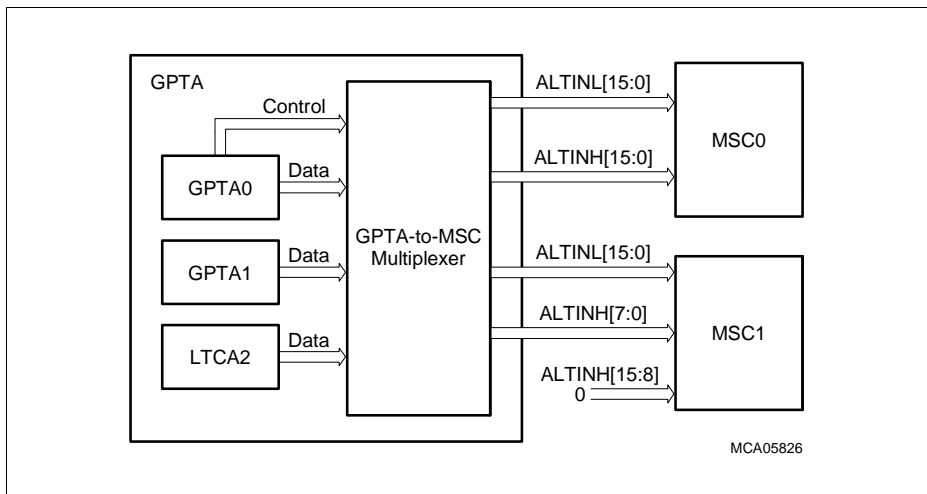 GPTA
Control
GPTA0
Data
GPTA1
Data
LTCA2
Data
GPTA-to-MSC
Multiplexer
ALTINL[15:0]
ALTINH[15:0]
MSC0
ALTINL[15:0]
ALTINH[7:0]
ALTINH[15:8]
0
MSC1
MCA05826